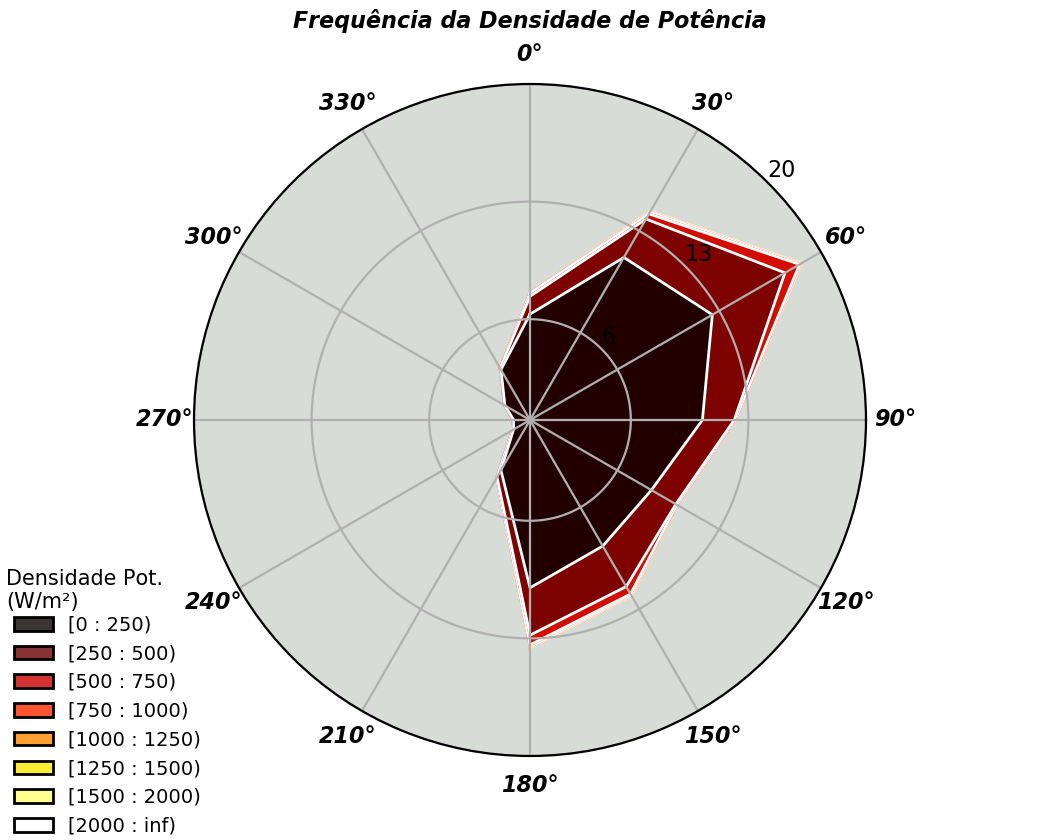 Frequência da Densidade de Potência
0°
330°
30°
20
300°
60°
13
6
270°
90°
240°
120°
210°
150°
180°
Densidade Pot.
(W/m²)
[0 : 250)
[250 : 500)
[500 : 750)
[750 : 1000)
[1000 : 1250)
[1250 : 1500)
[1500 : 2000)
[2000 : inf)